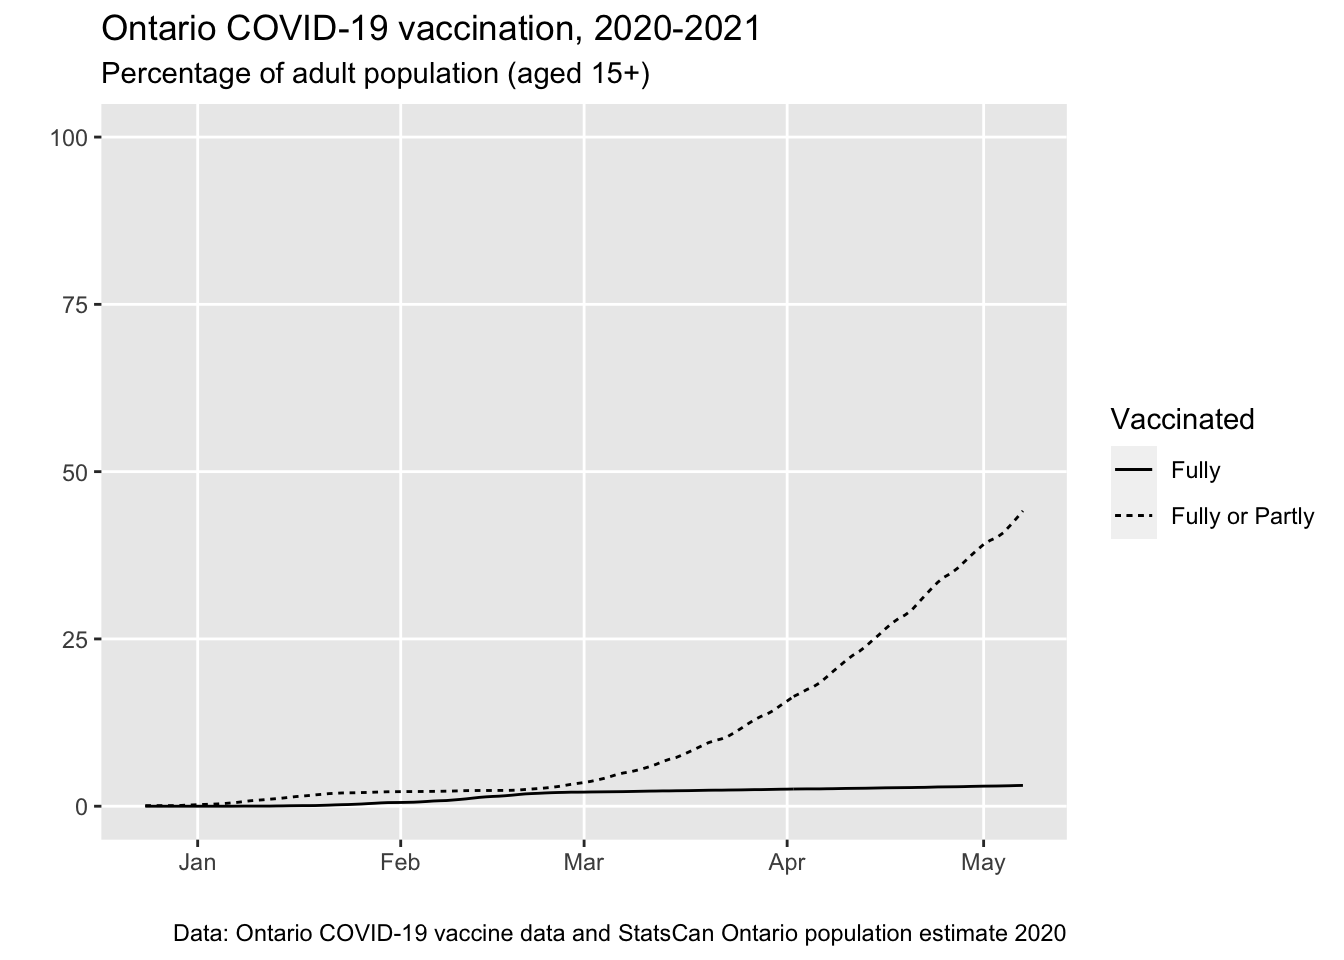 Ontario COVID-19 vaccination, 2020-2021
Percentage of adult population (aged 15+)
100
75
50
25
0
Jan Feb Mar Apr May
Vaccinated
Fully
Fully or Partly
Data: Ontario COVID-19 vaccine data and StatsCan Ontario population estimate 2020